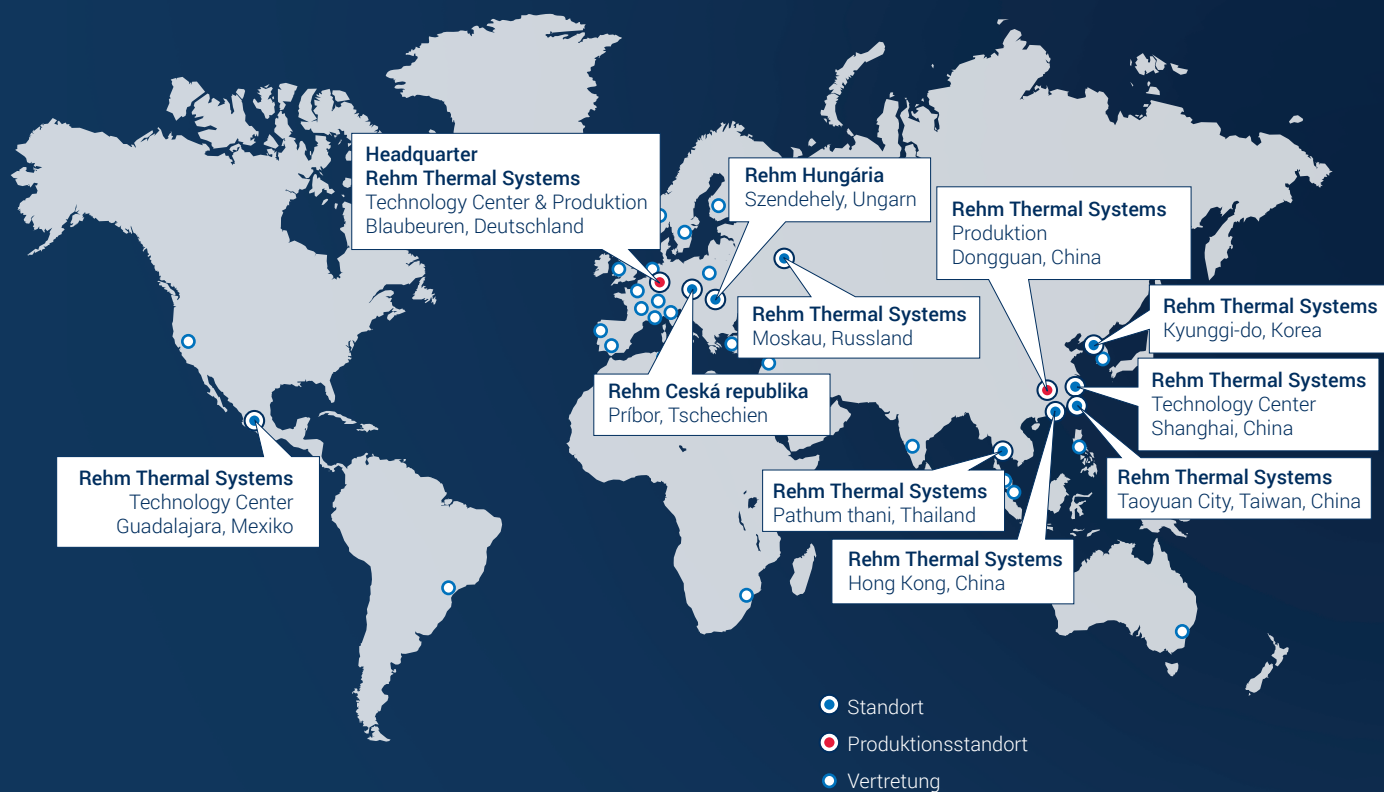 Headquarter
Rehm Thermal Systems
Technology Center & Produktion
Blaubeuren, Deutschland
Rehm Hungária
Szendehely, Ungarn
Rehm Thermal Systems
Produktion
Dongguan, China
Rehm Thermal Systems
Moskau, Russland
Rehm Thermal Systems
Kyunggi-do, Korea
Rehm Ceská republika
Príbor, Tschechien
Rehm Thermal Systems
Technology Center
Shanghai, China
Rehm Thermal Systems
Technology Center
Guadalajara, Mexiko
Rehm Thermal Systems
Pathum thani, Thailand
Rehm Thermal Systems
Taoyuan City, Taiwan, China
Rehm Thermal Systems
Hong Kong, China
Standort
Produktionsstandort
Vertretung